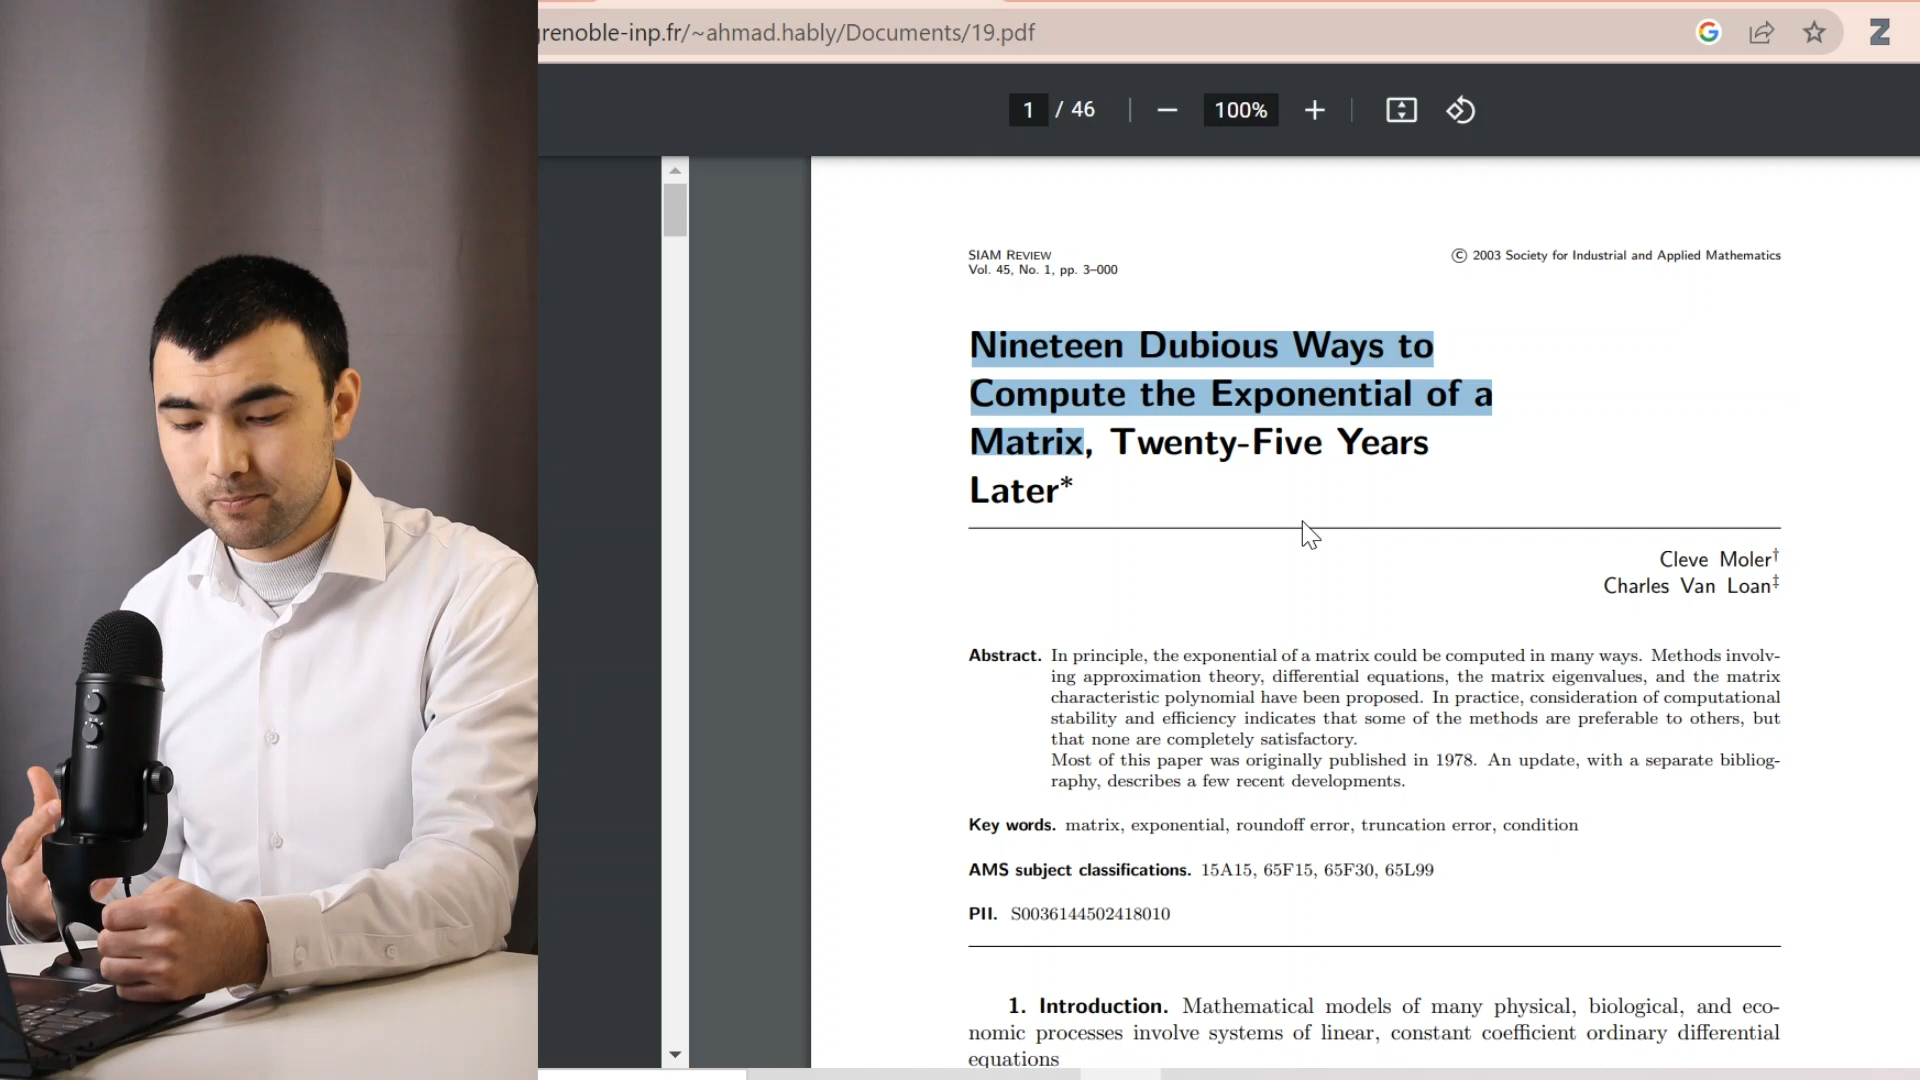 grenoble-inp.fr/~ahmad.hably/Documents/19.pdf
1 / 46
100%
SIAM REVIEW
Vol. 45, No. 1, pp. 3–000
© 2003 Society for Industrial and Applied Mathematics
Nineteen Dubious Ways to
Compute the Exponential of a
Matrix, Twenty-Five Years
Later*
Cleve Moler†
Charles Van Loan‡
Abstract. In principle, the exponential of a matrix could be computed in many ways. Methods involv-
ing approximation theory, differential equations, the matrix eigenvalues, and the matrix
characteristic polynomial have been proposed. In practice, consideration of computational
stability and efficiency indicates that some of the methods are preferable to others, but
that none are completely satisfactory.
Most of this paper was originally published in 1978. An update, with a separate bibliog-
raphy, describes a few recent developments.
Key words. matrix, exponential, roundoff error, truncation error, condition
AMS subject classifications. 15A15, 65F15, 65F30, 65L99
PII. S0036144502418010
1. Introduction. Mathematical models of many physical, biological, and eco-
nomic processes involve systems of linear, constant coefficient ordinary differential
equations